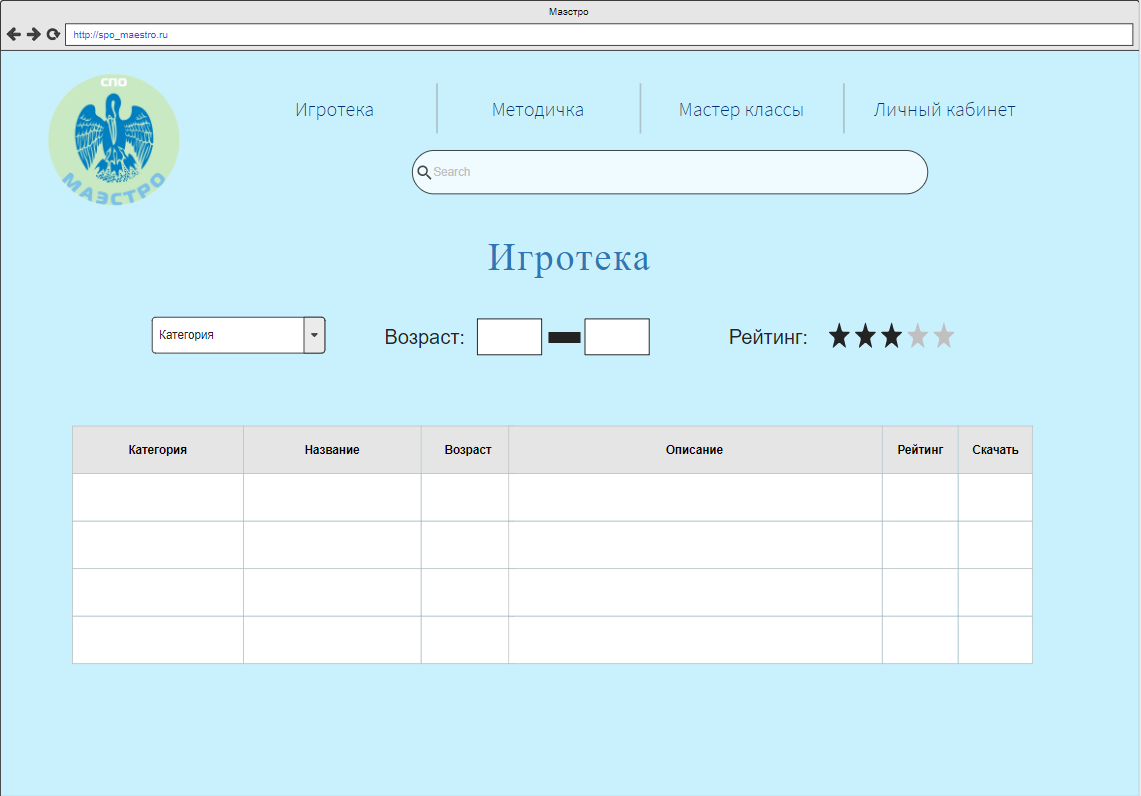 Маэстро
http://spo_maestro.ru
СПО
МАЭСТРО
Игротека
Методичка
Мастер классы
Личный кабинет
Search
Игротека
Категория
Возраст:
Рейтинг:
Категория
Название
Возраст
Описание
Рейтинг
Скачать